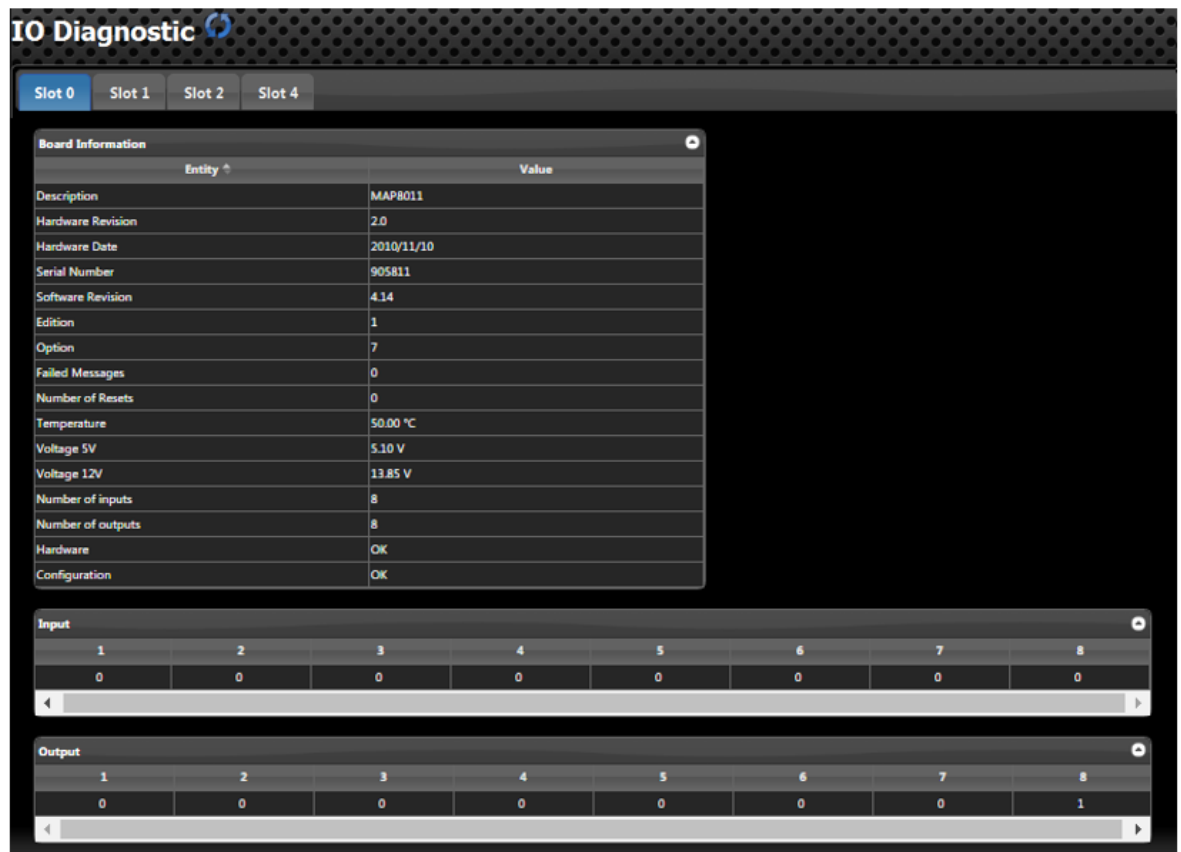 IO Diagnostic
Slot 0 Slot 1 Slot 2 Slot 4
Board Information
Entity Value
Description MAP8011
Hardware Revision 2.0
Hardware Date 2010/11/10
Serial Number 905811
Software Revision 4.14
Edition 1
Option 7
Failed Messages 0
Number of Resets 0
Temperature 50.00 °C
Voltage 5V 5.10 V
Voltage 12V 13.85 V
Number of inputs 8
Number of outputs 8
Hardware OK
Configuration OK
Input
1 2 3 4 5 6 7 8
0 0 0 0 0 0 0 0
Output
1 2 3 4 5 6 7 8
0 0 0 0 0 0 0 1